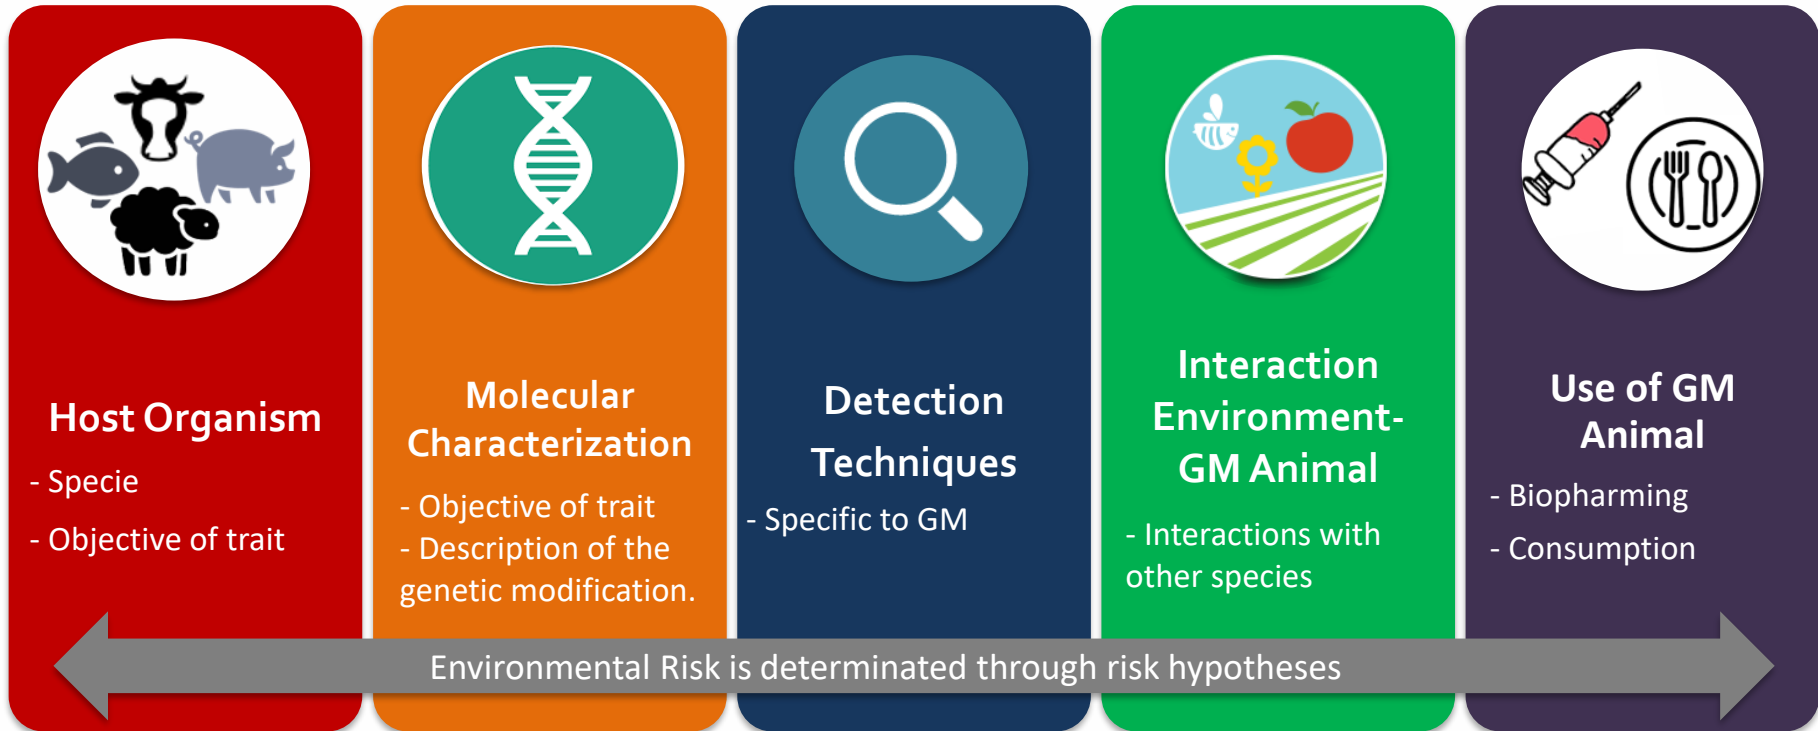 Host Organism
- Specie
- Objective of trait
Molecular
Characterization
- Objective of trait
- Description of the
genetic modification.
Detection
Techniques
- Specific to GM
Interaction
Environment-
GM Animal
- Interactions with
other species
Use of GM
Animal
- Biopharming
- Consumption
Environmental Risk is determinated through risk hypotheses